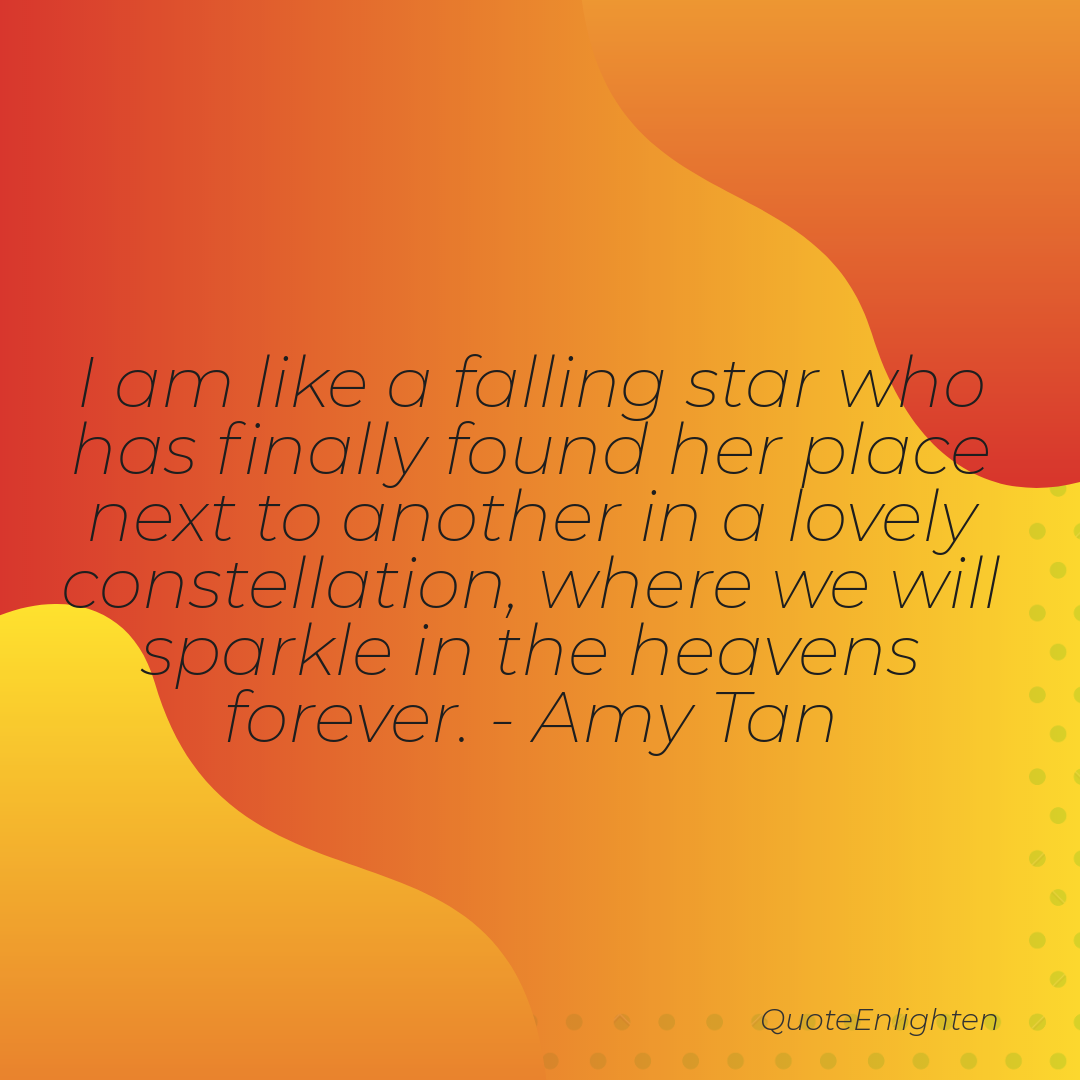 I am like a falling star who
has finally found her place
next to another in a lovely
constellation, where we will
sparkle in the heavens
forever. - Amy Tan
QuoteEnlighten